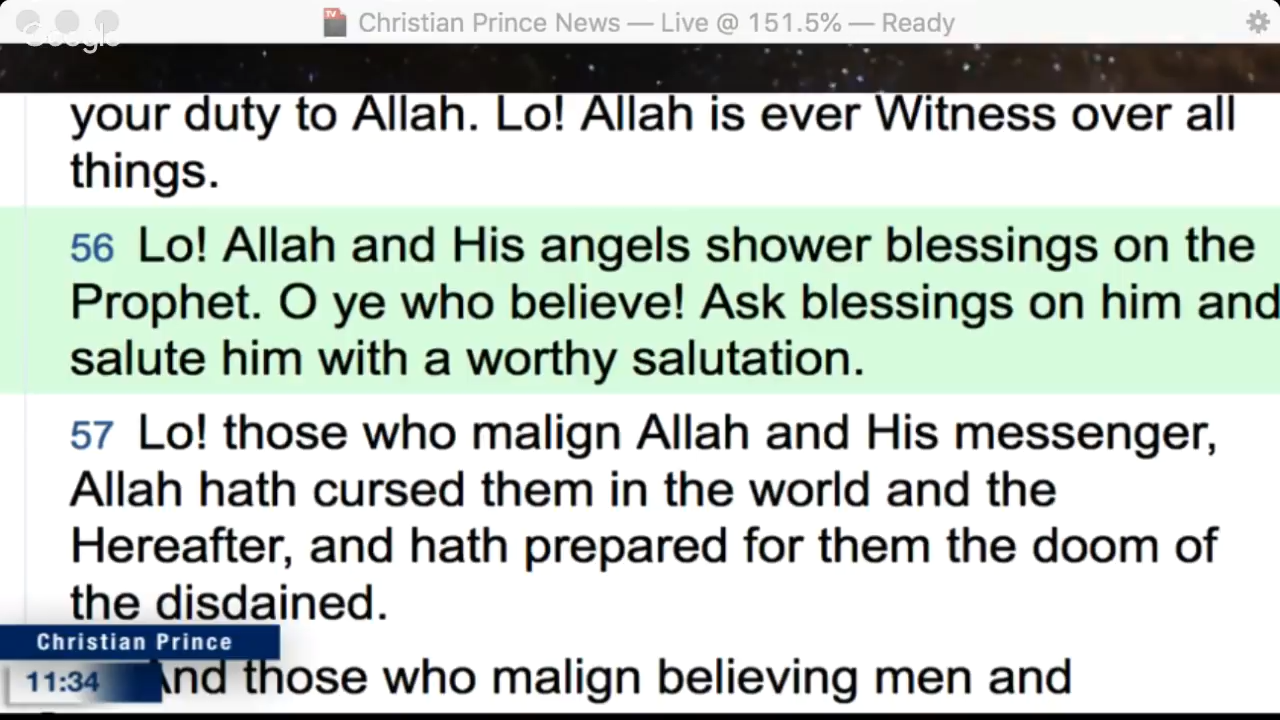 Christian Prince News — Live @ 151.5% — Ready
Google
your duty to Allah. Lo! Allah is ever Witness over all
things.
56 Lo! Allah and His angels shower blessings on the
Prophet. O ye who believe! Ask blessings on him and
salute him with a worthy salutation.
57 Lo! those who malign Allah and His messenger,
Allah hath cursed them in the world and the
Hereafter, and hath prepared for them the doom of
the disdained.
Christian Prince
11:34
And those who malign believing men and